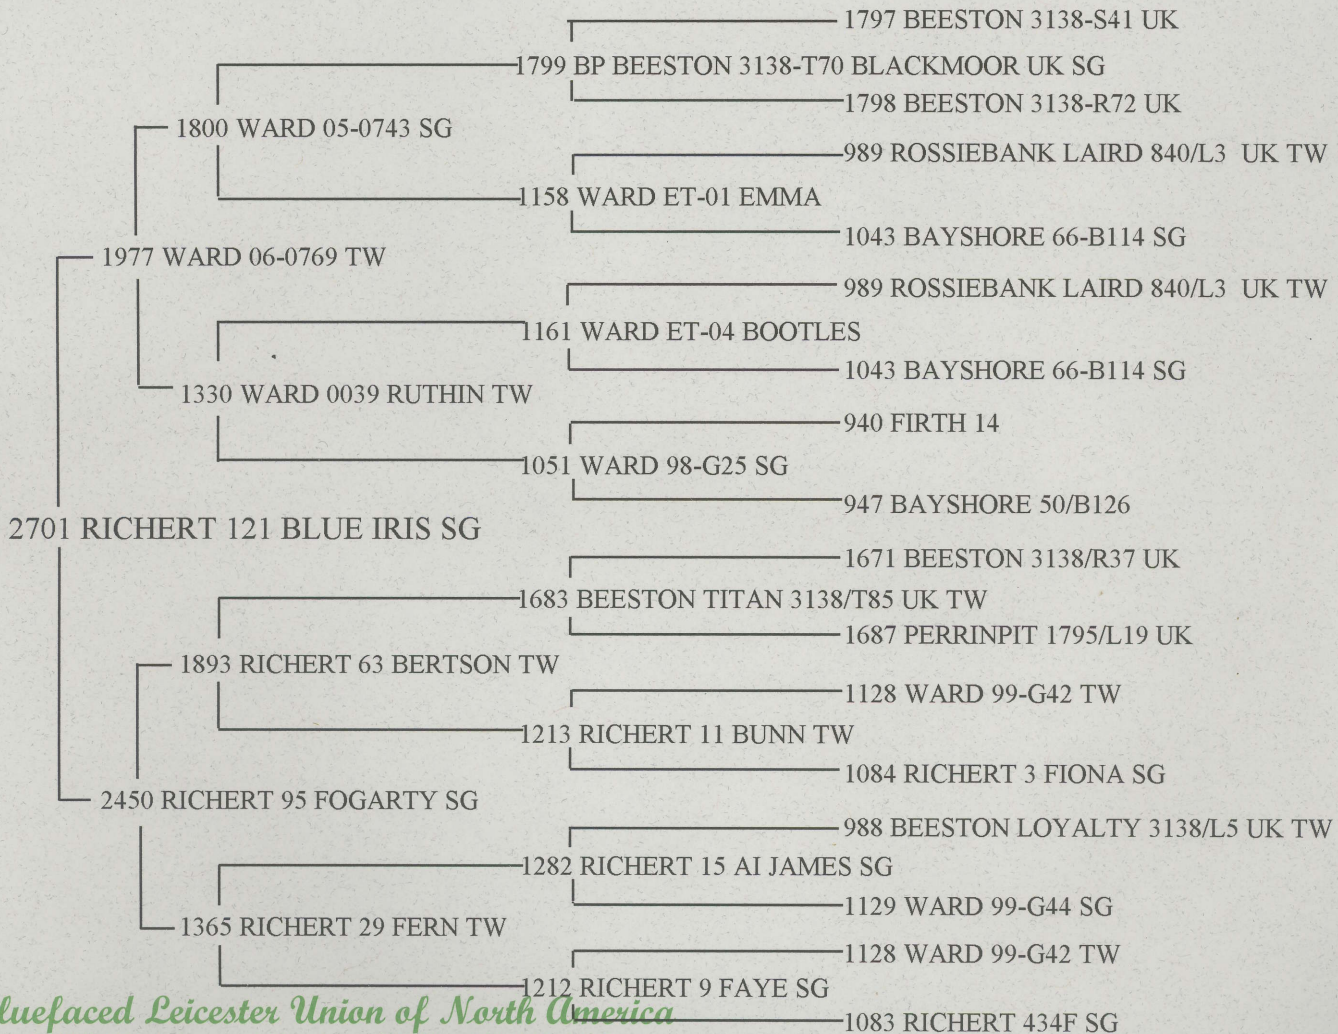 1797 BEESTON 3138-S41 UK
1799 BP BEESTON 3138-T70 BLACKMOOR UK SG
1798 BEESTON 3138-R72 UK
1800 WARD 05-0743 SG
989 ROSSIEBANK LAIRD 840/L3 UK TW
1158 WARD ET-01 EMMA
1043 BAYSHORE 66-B114 SG
1977 WARD 06-0769 TW
989 ROSSIEBANK LAIRD 840/L3 UK TW
1161 WARD ET-04 BOOTLES
1043 BAYSHORE 66-B114 SG
1330 WARD 0039 RUTHIN TW
940 FIRTH 14
1051 WARD 98-G25 SG
947 BAYSHORE 50/B126
2701 RICHERT 121 BLUE IRIS SG
1671 BEESTON 3138/R37 UK
1683 BEESTON TITAN 3138/T85 UK TW
1687 PERRINPIT 1795/L19 UK
1893 RICHERT 63 BERTSON TW
1128 WARD 99-G42 TW
1213 RICHERT 11 BUNN TW
1084 RICHERT 3 FIONA SG
2450 RICHERT 95 FOGARTY SG
988 BEESTON LOYALTY 3138/L5 UK TW
1282 RICHERT 15 AI JAMES SG
1129 WARD 99-G44 SG
1365 RICHERT 29 FERN TW
1128 WARD 99-G42 TW
1212 RICHERT 9 FAYE SG
luefaced Leicester Union of North America
1083 RICHERT 434F SG